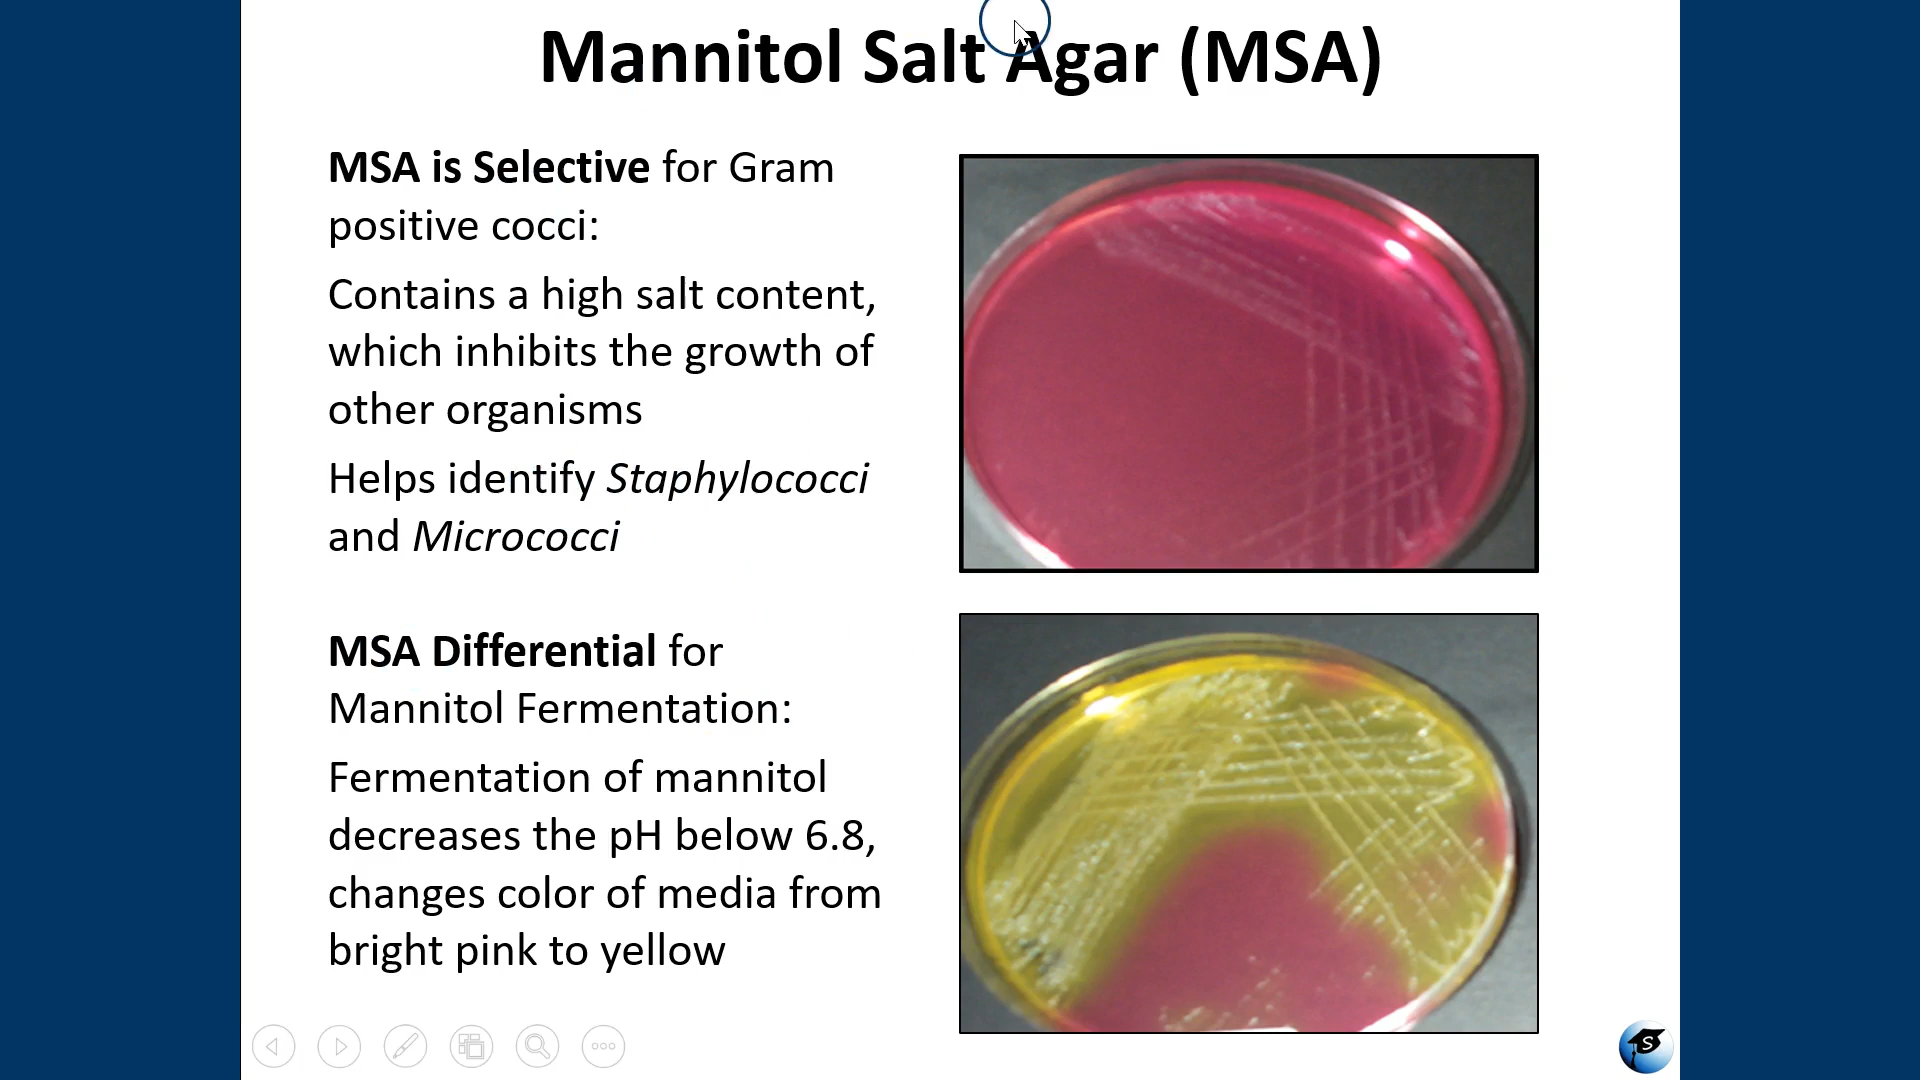 Mannitol Salt Agar (MSA)
MSA is Selective for Gram
positive cocci:
Contains a high salt content,
which inhibits the growth of
other organisms
Helps identify Staphylococci
and Micrococci
MSA Differential for
Mannitol Fermentation:
Fermentation of mannitol
decreases the pH below 6.8,
changes color of media from
bright pink to yellow
S